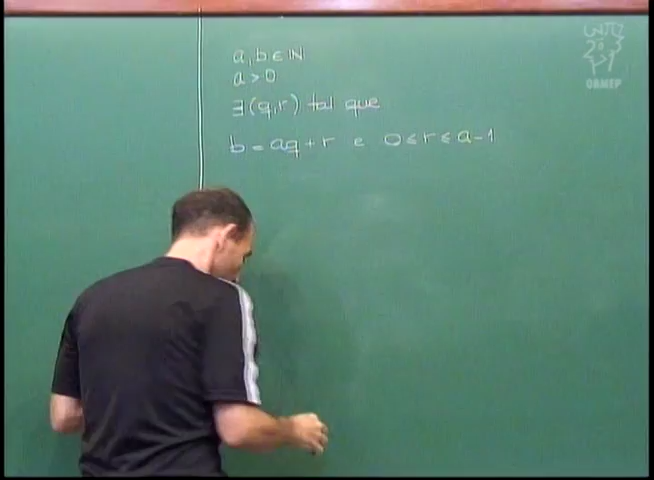 a, b ∈ ℕ
a > 0
∃ (q, r) tal que
b = aq + r e 0 ≤ r ≤ a - 1
OBMEP